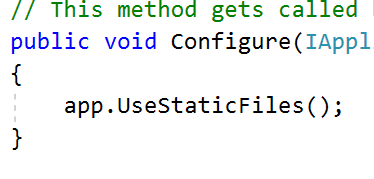 // This method gets called
public void Configure(IAppl
{
app.UseStaticFiles();
}